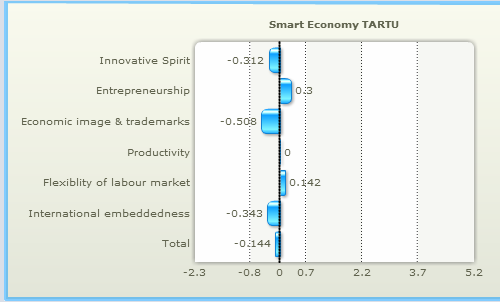 Smart Economy TARTU
Innovative Spirit -0.312
Entrepreneurship 0.3
Economic image & trademarks -0.508
Productivity 0
Flexiblity of labour market 0.142
International embeddedness -0.343
Total -0.144
-2.3 -0.8 0 0.7 2.2 3.7 5.2